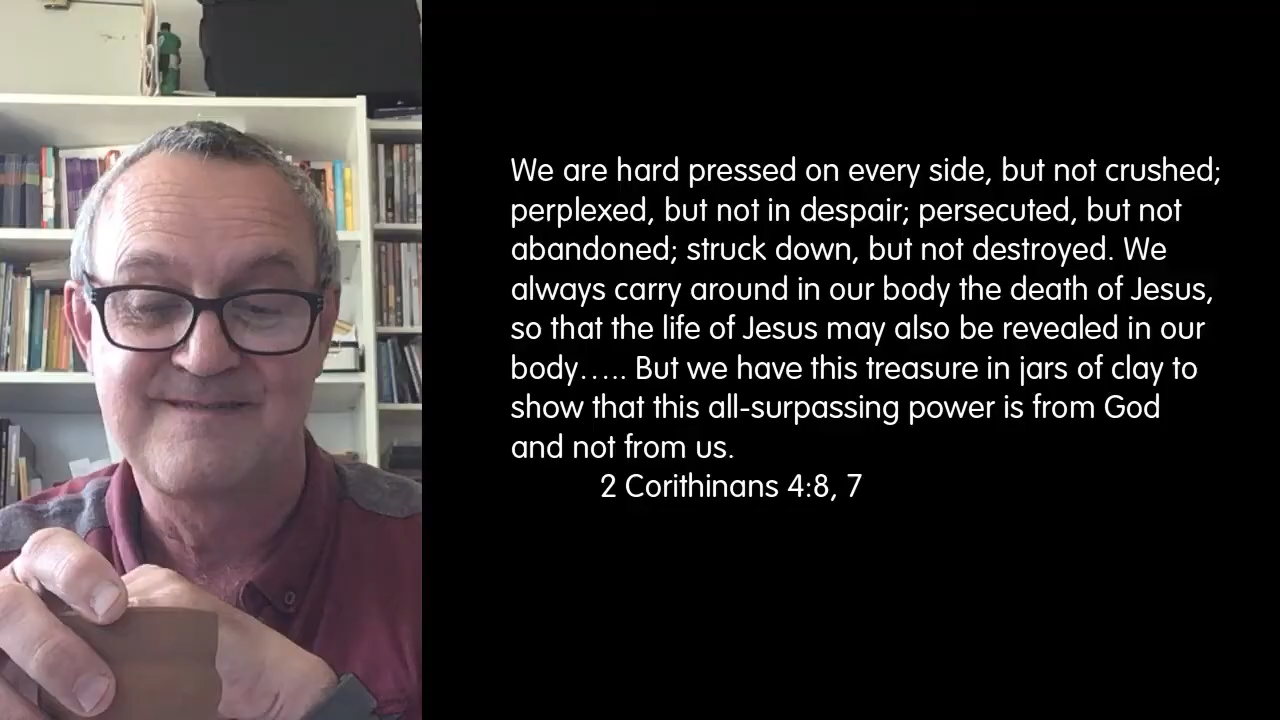 We are hard pressed on every side, but not crushed;
perplexed, but not in despair; persecuted, but not
abandoned; struck down, but not destroyed. We
always carry around in our body the death of Jesus,
so that the life of Jesus may also be revealed in our
body….. But we have this treasure in jars of clay to
show that this all-surpassing power is from God
and not from us.
2 Corithinans 4:8, 7